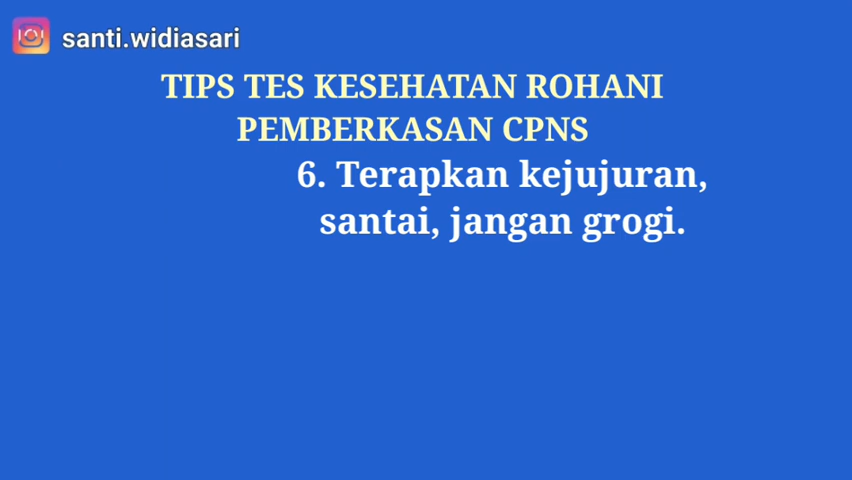 santi.widiasari
TIPS TES KESEHATAN ROHANI
PEMBERKASAN CPNS
6. Terapkan kejujuran,
santai, jangan grogi.